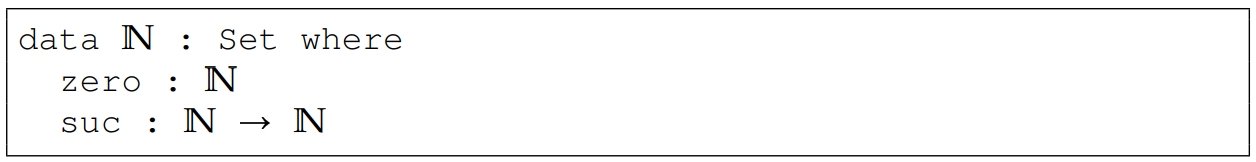 data ℕ : Set where
  zero : ℕ
  suc : ℕ → ℕ